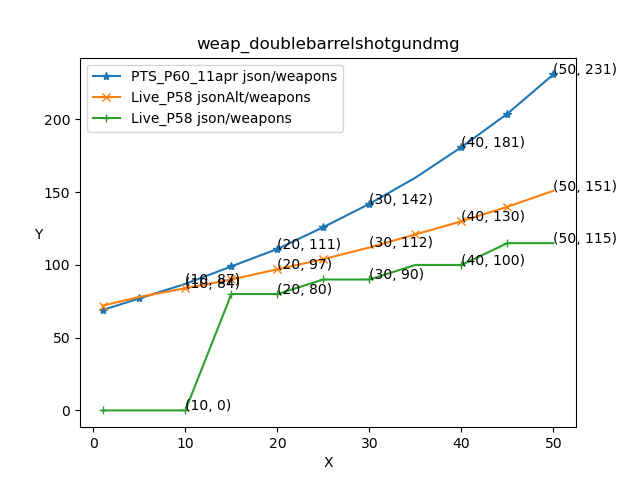 weap_doublebarrelshotgundmg
PTS_P60_11apr json/weapons
Live_P58 jsonAlt/weapons
Live_P58 json/weapons
Y
200
150
100
50
0
(50, 231)
(40, 181)
(30, 142)
(20, 111)
(10, 87)
(50, 151)
(40, 130)
(30, 112)
(20, 97)
(10, 84)
(50, 115)
(40, 100)
(30, 90)
(20, 80)
(10, 0)
0 10 20 30 40 50
X